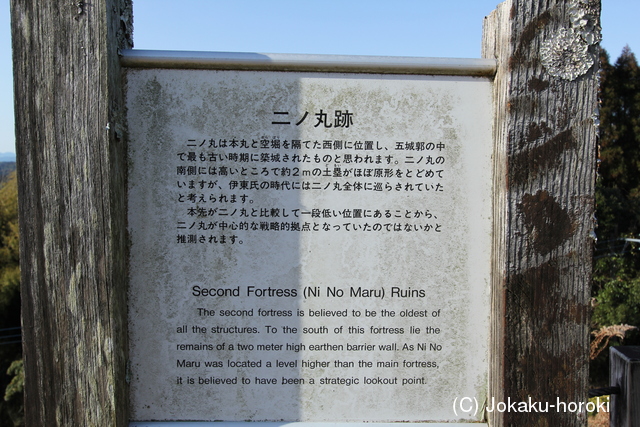 二ノ丸跡
二ノ丸は本丸と空堀を隔てた西側に位置し、五城郭の中
で最も古い時期に築城されたものと思われます。二ノ丸の
南側には高いところで約2mの土塁がほぼ原形をとどめて
いますが、伊東氏の時代には二ノ丸全体に巡らされていた
と考えられます。
本丸が二ノ丸と比較して一段低い位置にあることから、
二ノ丸が中心的な戦略的拠点となっていたのではないかと
推測されます。
Second Fortress (Ni No Maru) Ruins
The second fortress is believed to be the oldest of
all the structures. To the south of this fortress lie the
remains of a two meter high earthen barrier wall. As Ni No
Maru was located a level higher than the main fortress,
it is believed to have been a strategic lookout point.
(C) Jokaku-horoki